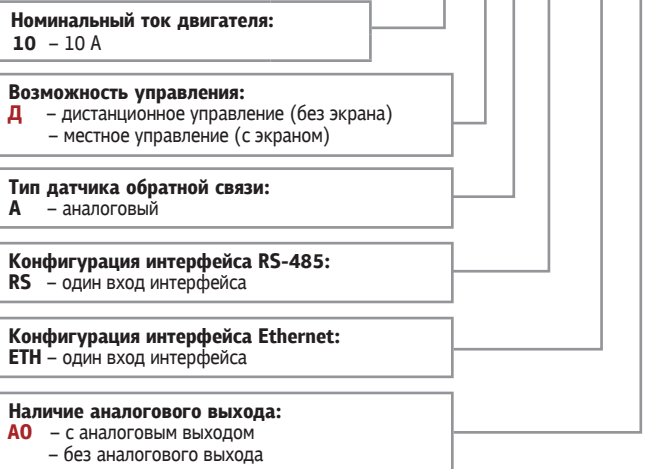 Номинальный ток двигателя:
10 – 10 А
Возможность управления:
Д – дистанционное управление (без экрана)
– местное управление (с экраном)
Тип датчика обратной связи:
А – аналоговый
Конфигурация интерфейса RS-485:
RS – один вход интерфейса
Конфигурация интерфейса Ethernet:
ETH – один вход интерфейса
Наличие аналогового выхода:
АО – с аналоговым выходом
– без аналогового выхода